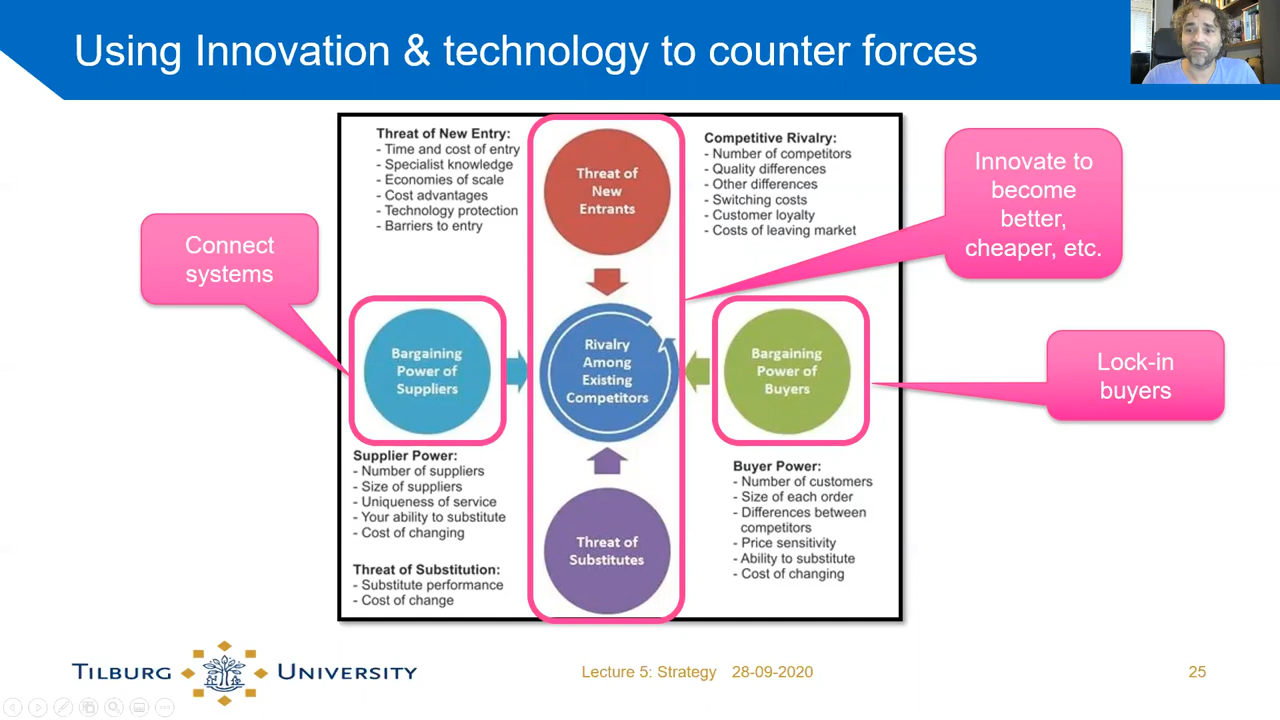 Using Innovation & technology to counter forces
Threat of New Entry:
- Time and cost of entry
- Specialist knowledge
- Economies of scale
- Cost advantages
- Technology protection
- Barriers to entry
Threat of
New
Entrants
Competitive Rivalry:
- Number of competitors
- Quality differences
- Other differences
- Switching costs
- Customer loyalty
- Costs of leaving market
Innovate to
become
better,
cheaper, etc.
Connect
systems
Bargaining
Power of
Suppliers
Rivalry
Among
Existing
Competitors
Bargaining
Power of
Buyers
Lock-in
buyers
Supplier Power:
- Number of suppliers
- Size of suppliers
- Uniqueness of service
- Your ability to substitute
- Cost of changing
Threat of Substitution:
- Substitute performance
- Cost of change
Threat of
Substitutes
Buyer Power:
- Number of customers
- Size of each order
- Differences between
competitors
- Price sensitivity
- Ability to substitute
- Cost of changing
TILBURG UNIVERSITY
Lecture 5: Strategy 28-09-2020
25